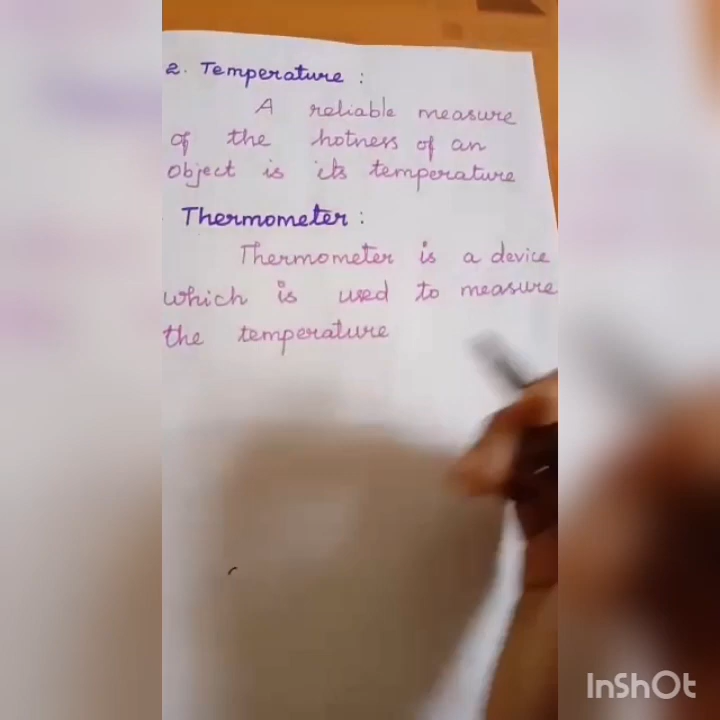 2. Temperature :
A reliable measure
of the hotness of an
object is its temperature
Thermometer :
Thermometer is a device
which is used to measure
the temperature
InShOt